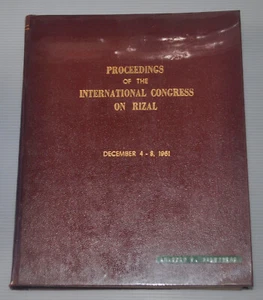 PROCEEDINGS
OF THE
INTERNATIONAL CONGRESS
ON RIZAL
DECEMBER 4 - 8, 1961